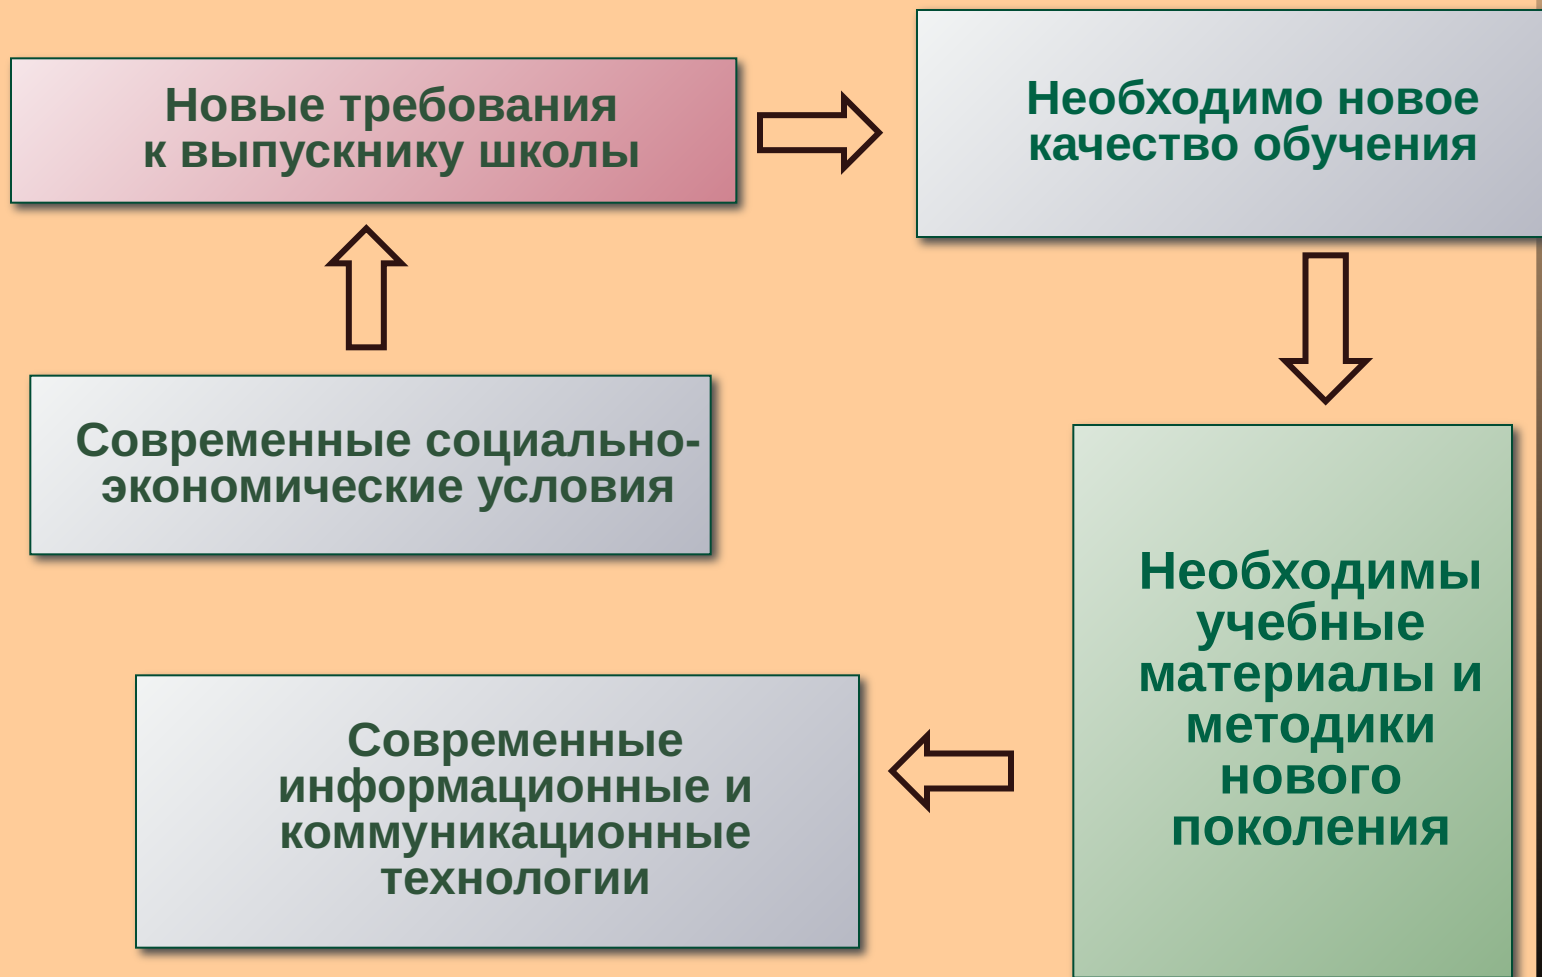 Новые требования
к выпускнику школы
Необходимо новое
качество обучения
Современные социально-
экономические условия
Необходимы
учебные
материалы и
методики
нового
поколения
Современные
информационные и
коммуникационные
технологии